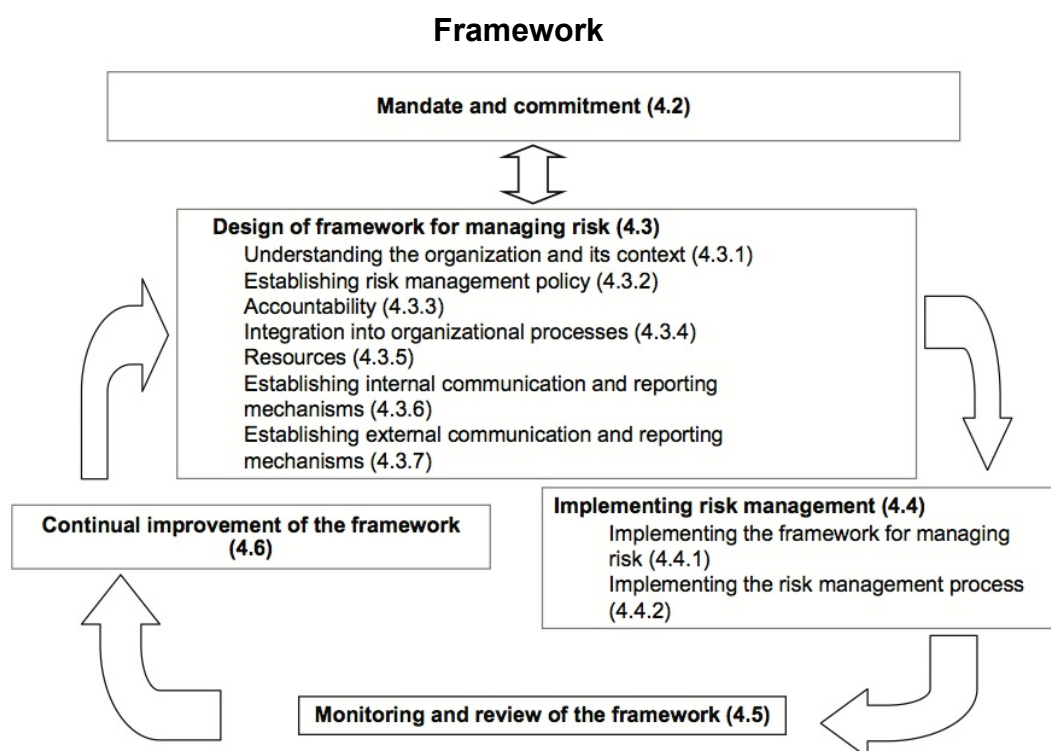 Framework
Mandate and commitment (4.2)
Design of framework for managing risk (4.3)
Understanding the organization and its context (4.3.1)
Establishing risk management policy (4.3.2)
Accountability (4.3.3)
Integration into organizational processes (4.3.4)
Resources (4.3.5)
Establishing internal communication and reporting
mechanisms (4.3.6)
Establishing external communication and reporting
mechanisms (4.3.7)
Implementing risk management (4.4)
Implementing the framework for managing
risk (4.4.1)
Implementing the risk management process
(4.4.2)
Monitoring and review of the framework (4.5)
Continual improvement of the framework
(4.6)